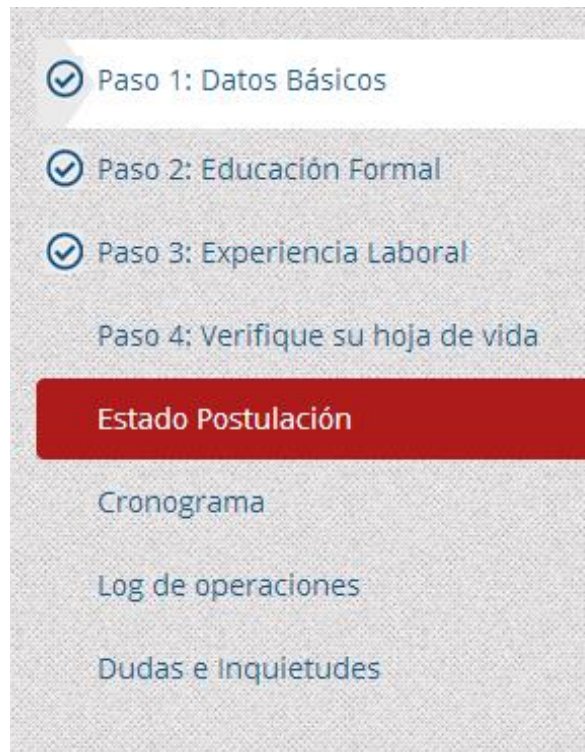 Paso 1: Datos Básicos
Paso 2: Educación Formal
Paso 3: Experiencia Laboral
Paso 4: Verifique su hoja de vida
Estado Postulación
Cronograma
Log de operaciones
Dudas e Inquietudes